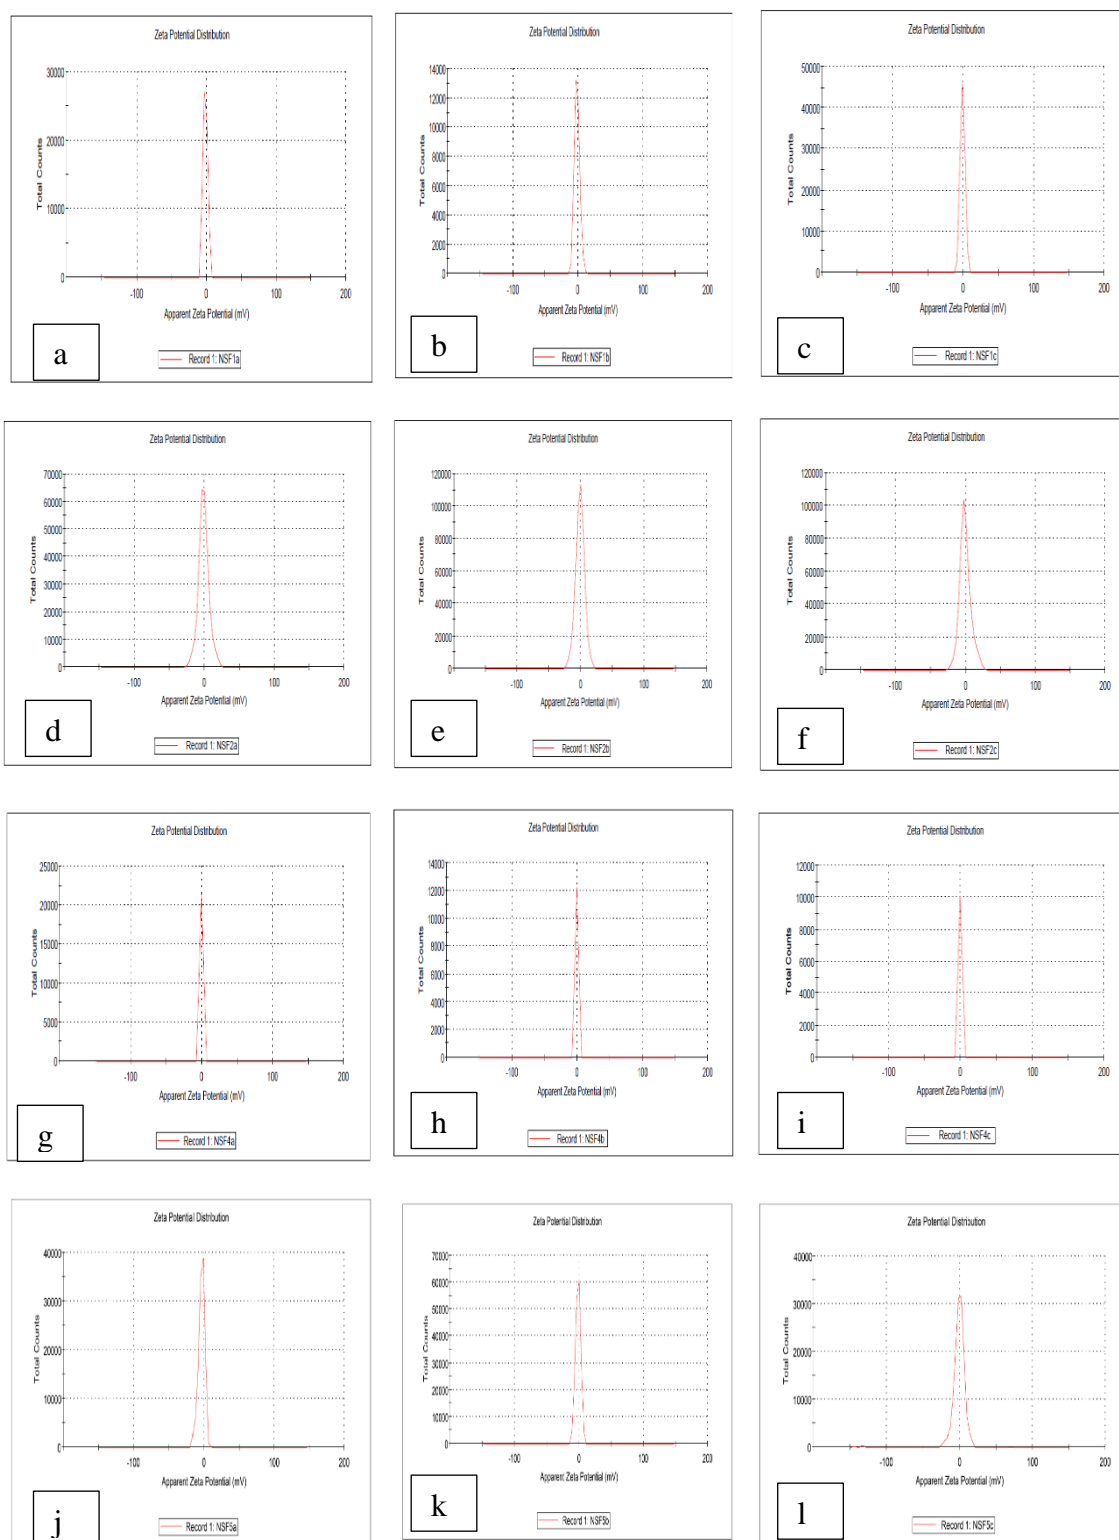 Zeta Potential Distribution
30000
20000
10000
0
-100 0 100 200
Total Counts
Apparent Zeta Potential (mV)
a
Record 1: NSF1a
Zeta Potential Distribution
14000
12000
10000
8000
6000
4000
2000
0
-100 0 100 200
Total Counts
Apparent Zeta Potential (mV)
b
Record 1: NSF1b
Zeta Potential Distribution
50000
40000
30000
20000
10000
0
-100 0 100 200
Total Counts
Apparent Zeta Potential (mV)
c
Record 1: NSF1c
Zeta Potential Distribution
70000
60000
50000
40000
30000
20000
10000
0
-100 0 100 200
Total Counts
Apparent Zeta Potential (mV)
d
Record 1: NSF2a
Zeta Potential Distribution
120000
100000
80000
60000
40000
20000
0
-100 0 100 200
Total Counts
Apparent Zeta Potential (mV)
e
Record 1: NSF2b
Zeta Potential Distribution
120000
100000
80000
60000
40000
20000
0
-100 0 100 200
Total Counts
Apparent Zeta Potential (mV)
f
Record 1: NSF2c
Zeta Potential Distribution
25000
20000
15000
10000
5000
0
-100 0 100 200
Total Counts
Apparent Zeta Potential (mV)
g
Record 1: NSF4a
Zeta Potential Distribution
14000
12000
10000
8000
6000
4000
2000
0
-100 0 100 200
Total Counts
Apparent Zeta Potential (mV)
h
Record 1: NSF4b
Zeta Potential Distribution
12000
10000
8000
6000
4000
2000
0
-100 0 100 200
Total Counts
Apparent Zeta Potential (mV)
i
Record 1: NSF4c
Zeta Potential Distribution
40000
30000
20000
10000
0
-100 0 100 200
Total Counts
Apparent Zeta Potential (mV)
j
Record 1: NSF5a
Zeta Potential Distribution
70000
60000
50000
40000
30000
20000
10000
0
-100 0 100 200
Total Counts
Apparent Zeta Potential (mV)
k
Record 1: NSF5b
Zeta Potential Distribution
40000
30000
20000
10000
0
-100 0 100 200
Total Counts
Apparent Zeta Potential (mV)
l
Record 1: NSF5c